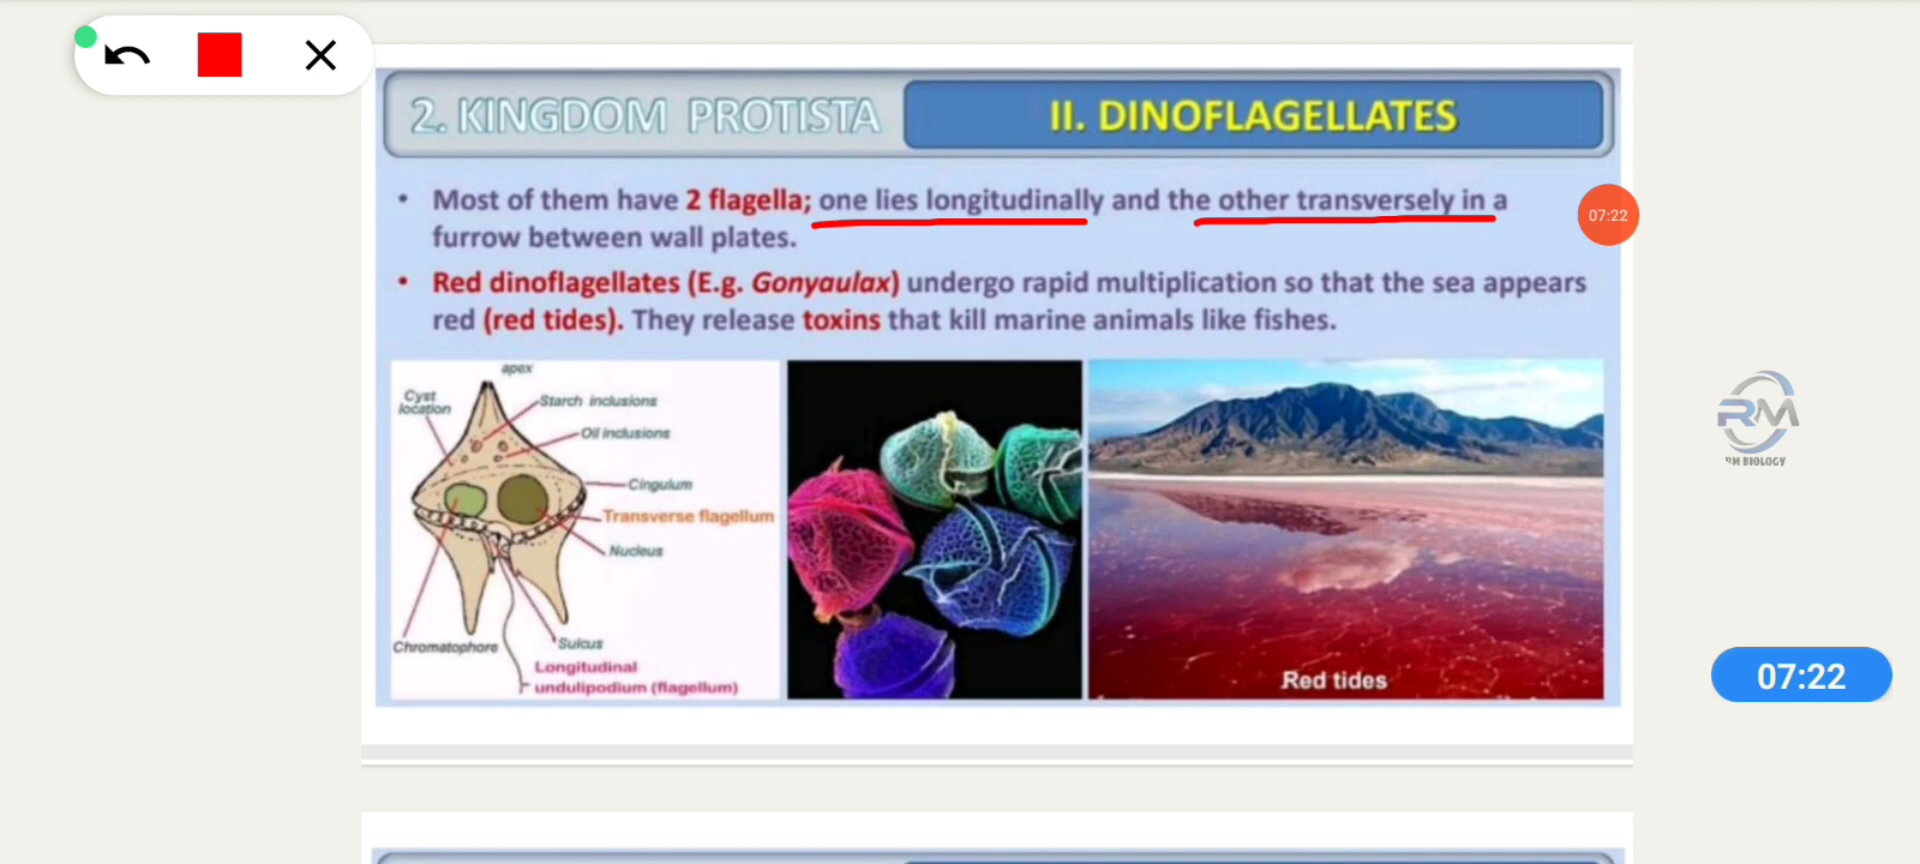 2. KINGDOM PROTISTA
II. DINOFLAGELLATES
• Most of them have 2 flagella; one lies longitudinally and the other transversely in a
furrow between wall plates.
• Red dinoflagellates (E.g. Gonyaulax) undergo rapid multiplication so that the sea appears
red (red tides). They release toxins that kill marine animals like fishes.
07:22
apex
Cyst
location
Starch inclusions
Oil inclusions
Cingulum
Transverse flagellum
Nucleus
Chromatophore
Sulcus
Longitudinal
undulipodium (flagellum)
Red tides
RM
RM BIOLOGY
07:22